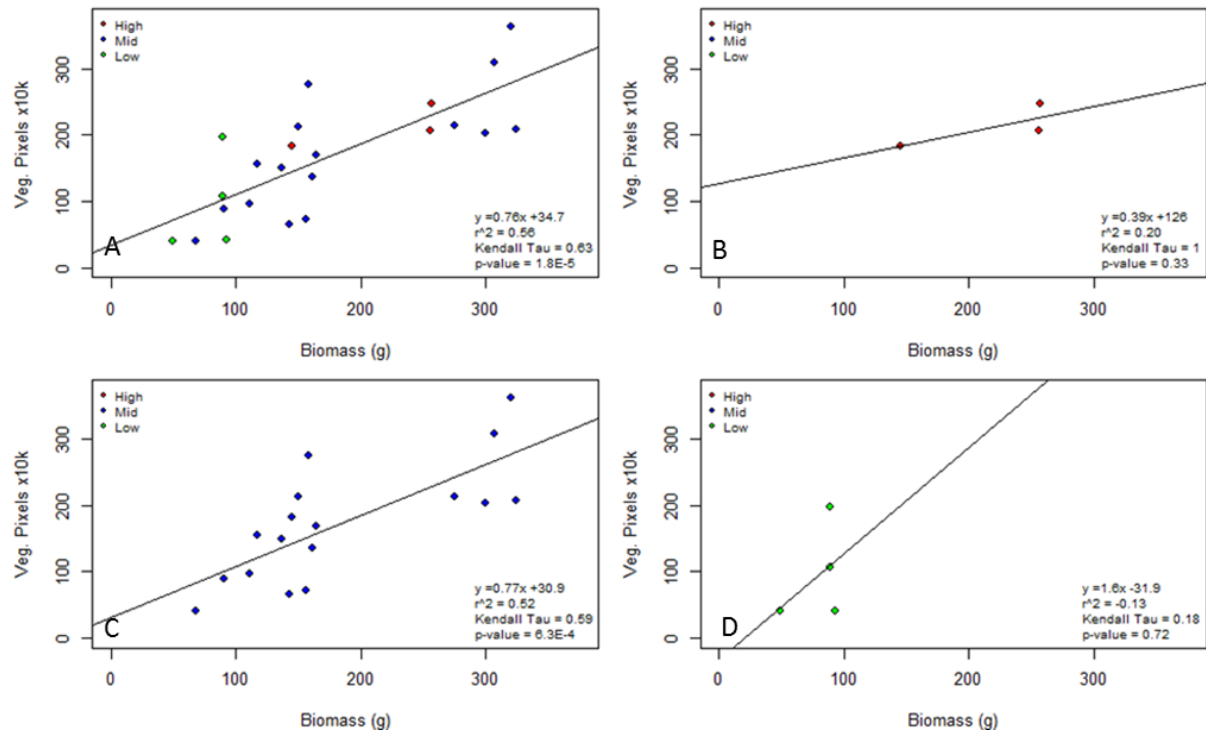 High
Mid
Low
Veg. Pixels x10k
0 100 200 300
A
y =0.76x +34.7
r^2 = 0.56
Kendall Tau = 0.63
p-value = 1.8E-5
0 100 200 300
Biomass (g)
High
Mid
Low
Veg. Pixels x10k
0 100 200 300
B
y =0.39x +126
r^2 = 0.20
Kendall Tau = 1
p-value = 0.33
0 100 200 300
Biomass (g)
High
Mid
Low
Veg. Pixels x10k
0 100 200 300
C
y =0.77x +30.9
r^2 = 0.52
Kendall Tau = 0.59
p-value = 6.3E-4
0 100 200 300
Biomass (g)
High
Mid
Low
Veg. Pixels x10k
0 100 200 300
D
y =1.6x -31.9
r^2 = -0.13
Kendall Tau = 0.18
p-value = 0.72
0 100 200 300
Biomass (g)